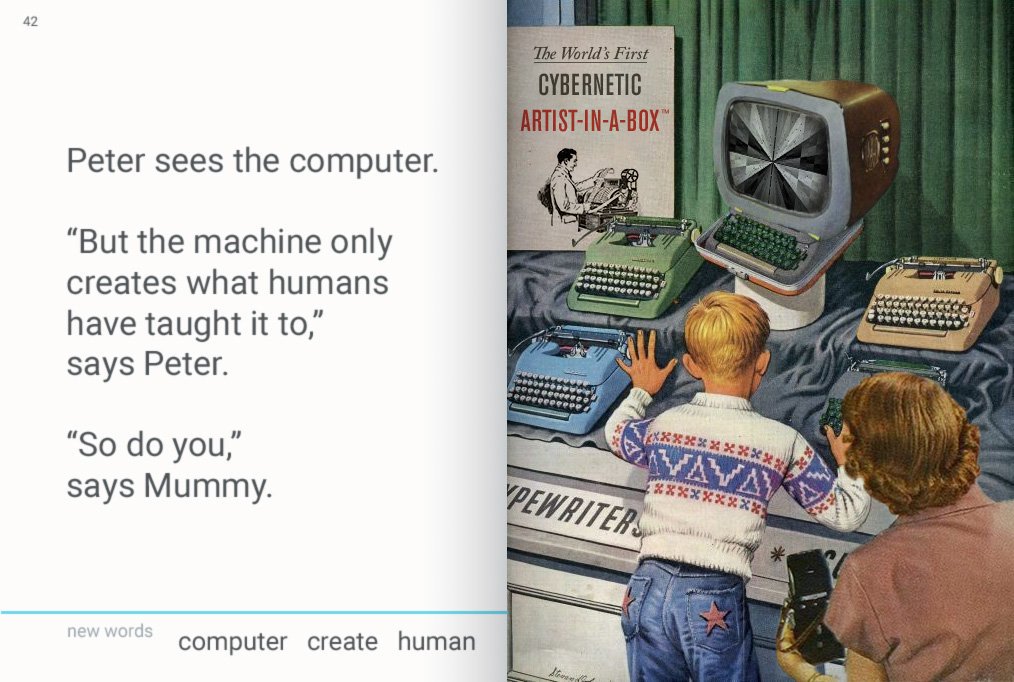 42
Peter sees the computer.
“But the machine only
creates what humans
have taught it to,”
says Peter.
“So do you,”
says Mummy.
new words computer create human
The World's First
CYBERNETIC
ARTIST-IN-A-BOX™